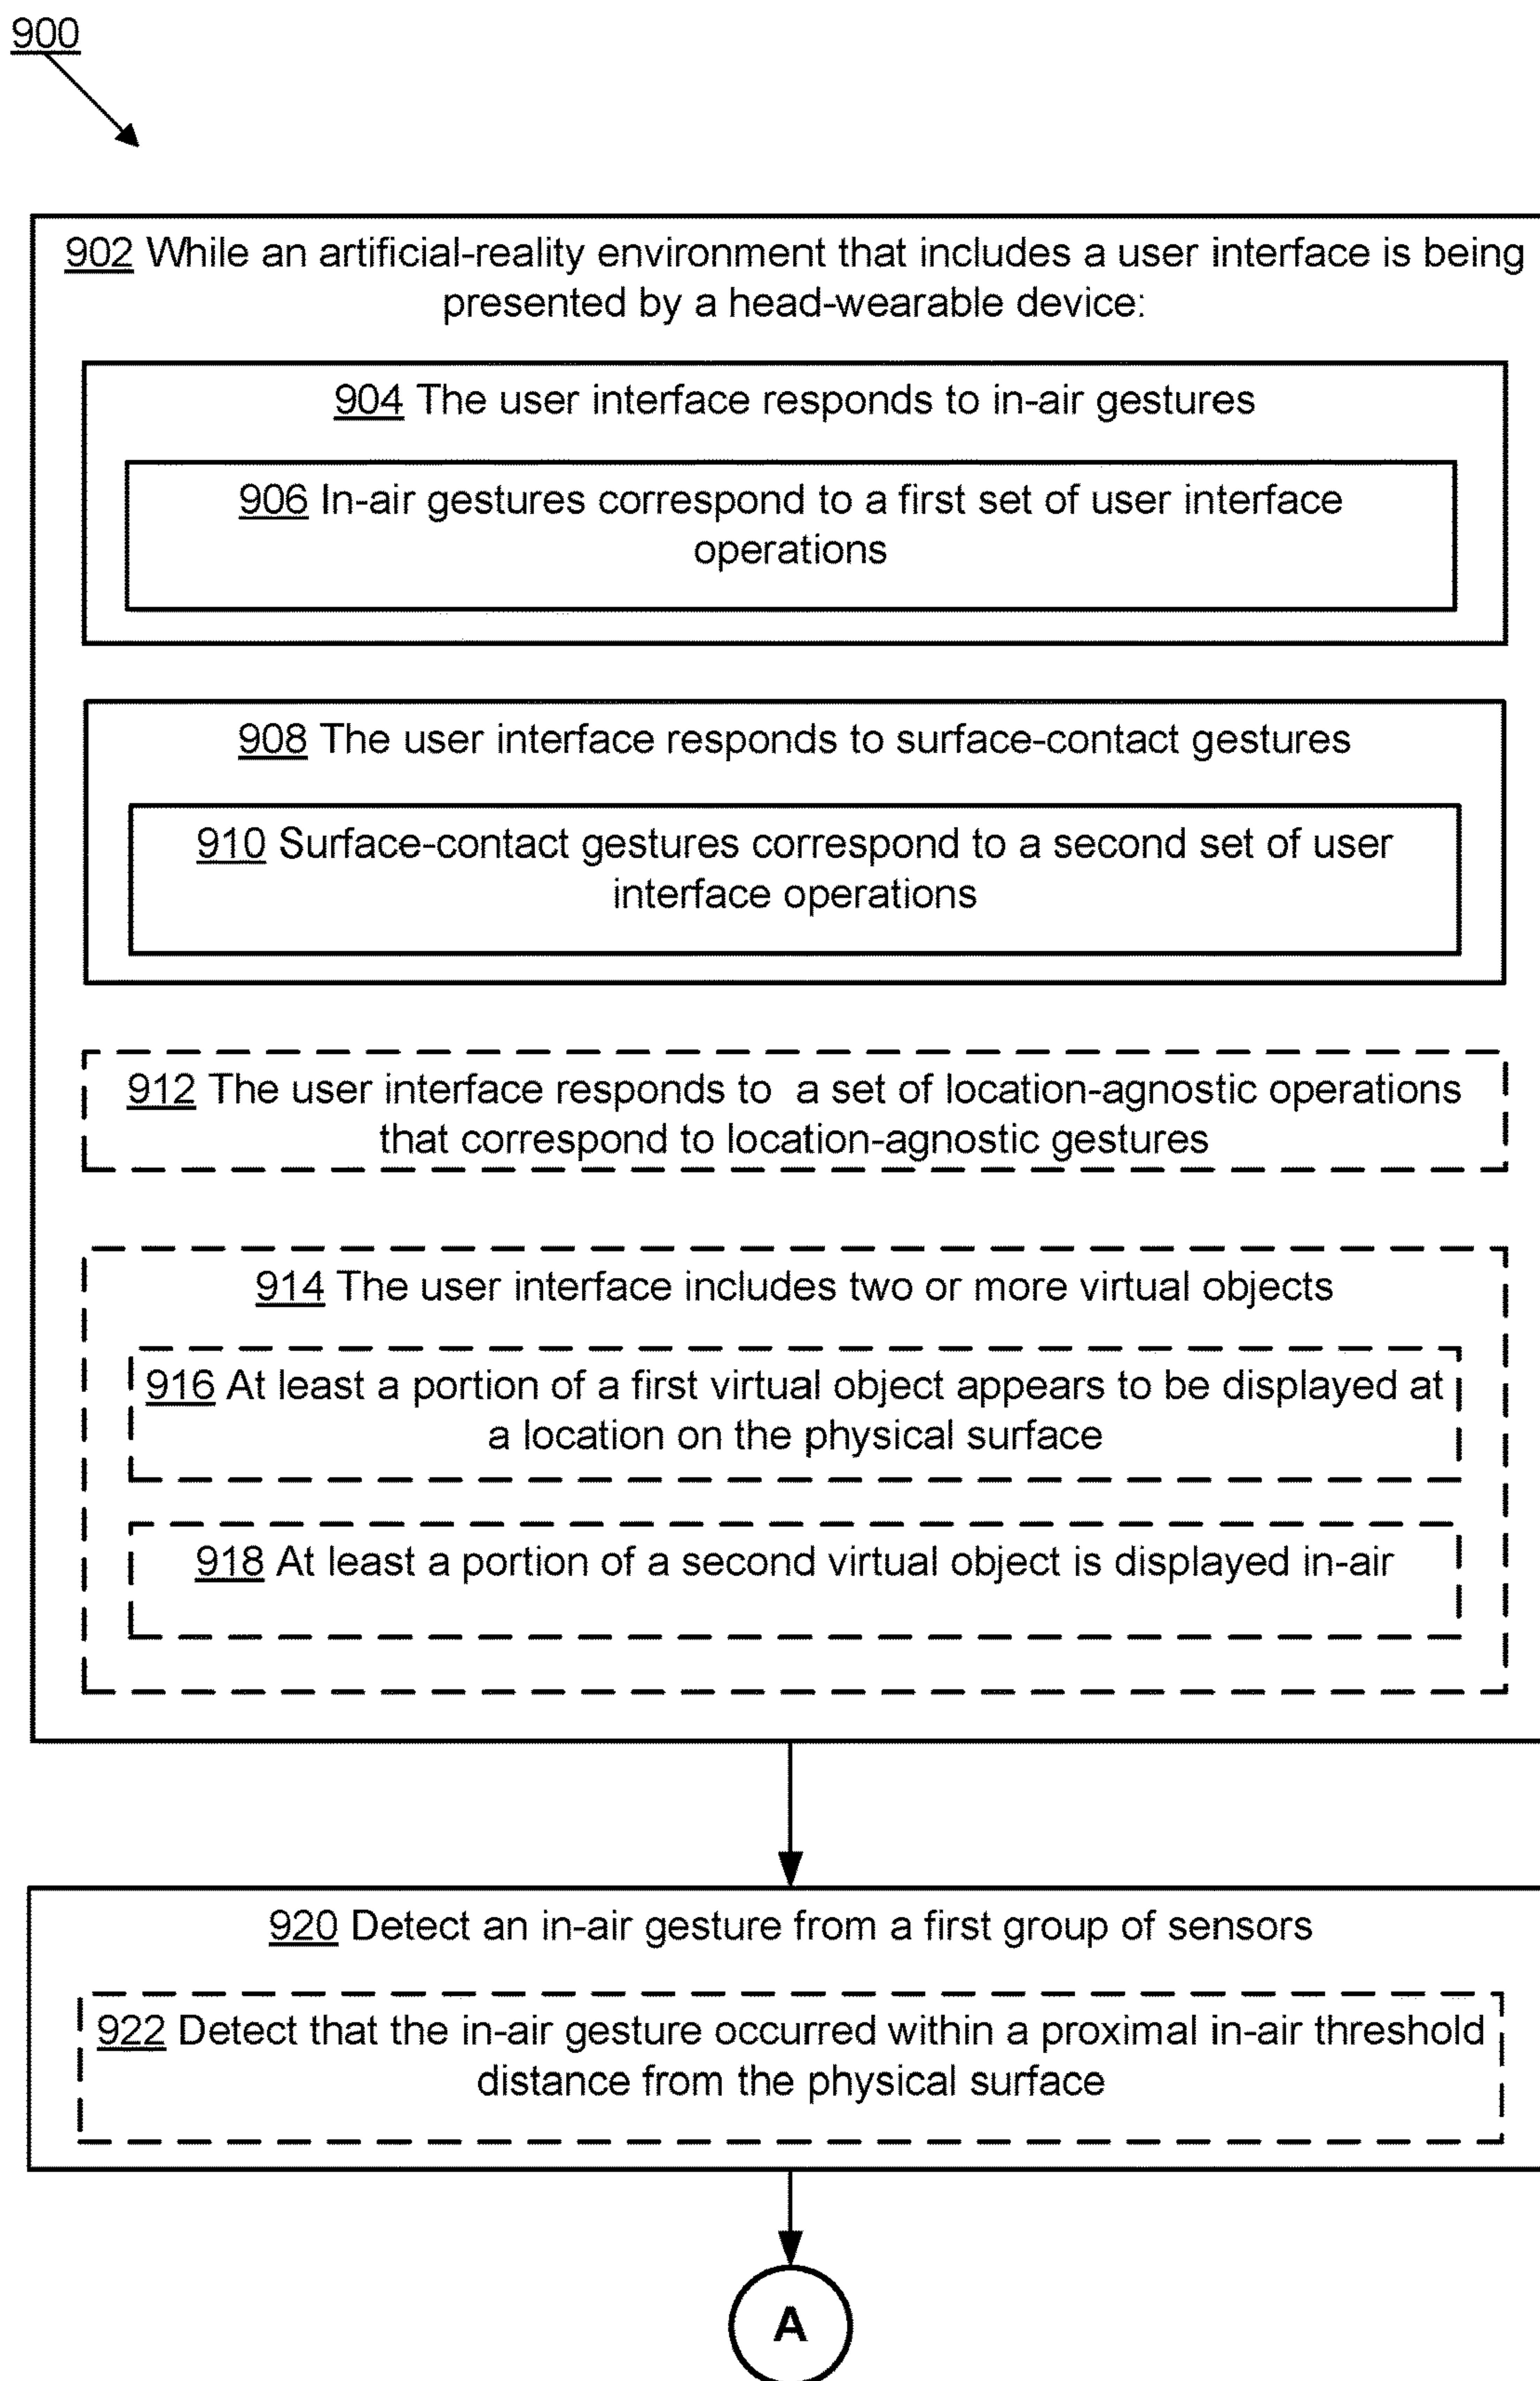 900
902 While an artificial-reality environment that includes a user interface is being
presented by a head-wearable device:
904 The user interface responds to in-air gestures
906 In-air gestures correspond to a first set of user interface
operations
908 The user interface responds to surface-contact gestures
910 Surface-contact gestures correspond to a second set of user
interface operations
912 The user interface responds to a set of location-agnostic operations
that correspond to location-agnostic gestures
914 The user interface includes two or more virtual objects
916 At least a portion of a first virtual object appears to be displayed at
a location on the physical surface
918 At least a portion of a second virtual object is displayed in-air
920 Detect an in-air gesture from a first group of sensors
922 Detect that the in-air gesture occurred within a proximal in-air threshold
distance from the physical surface
A